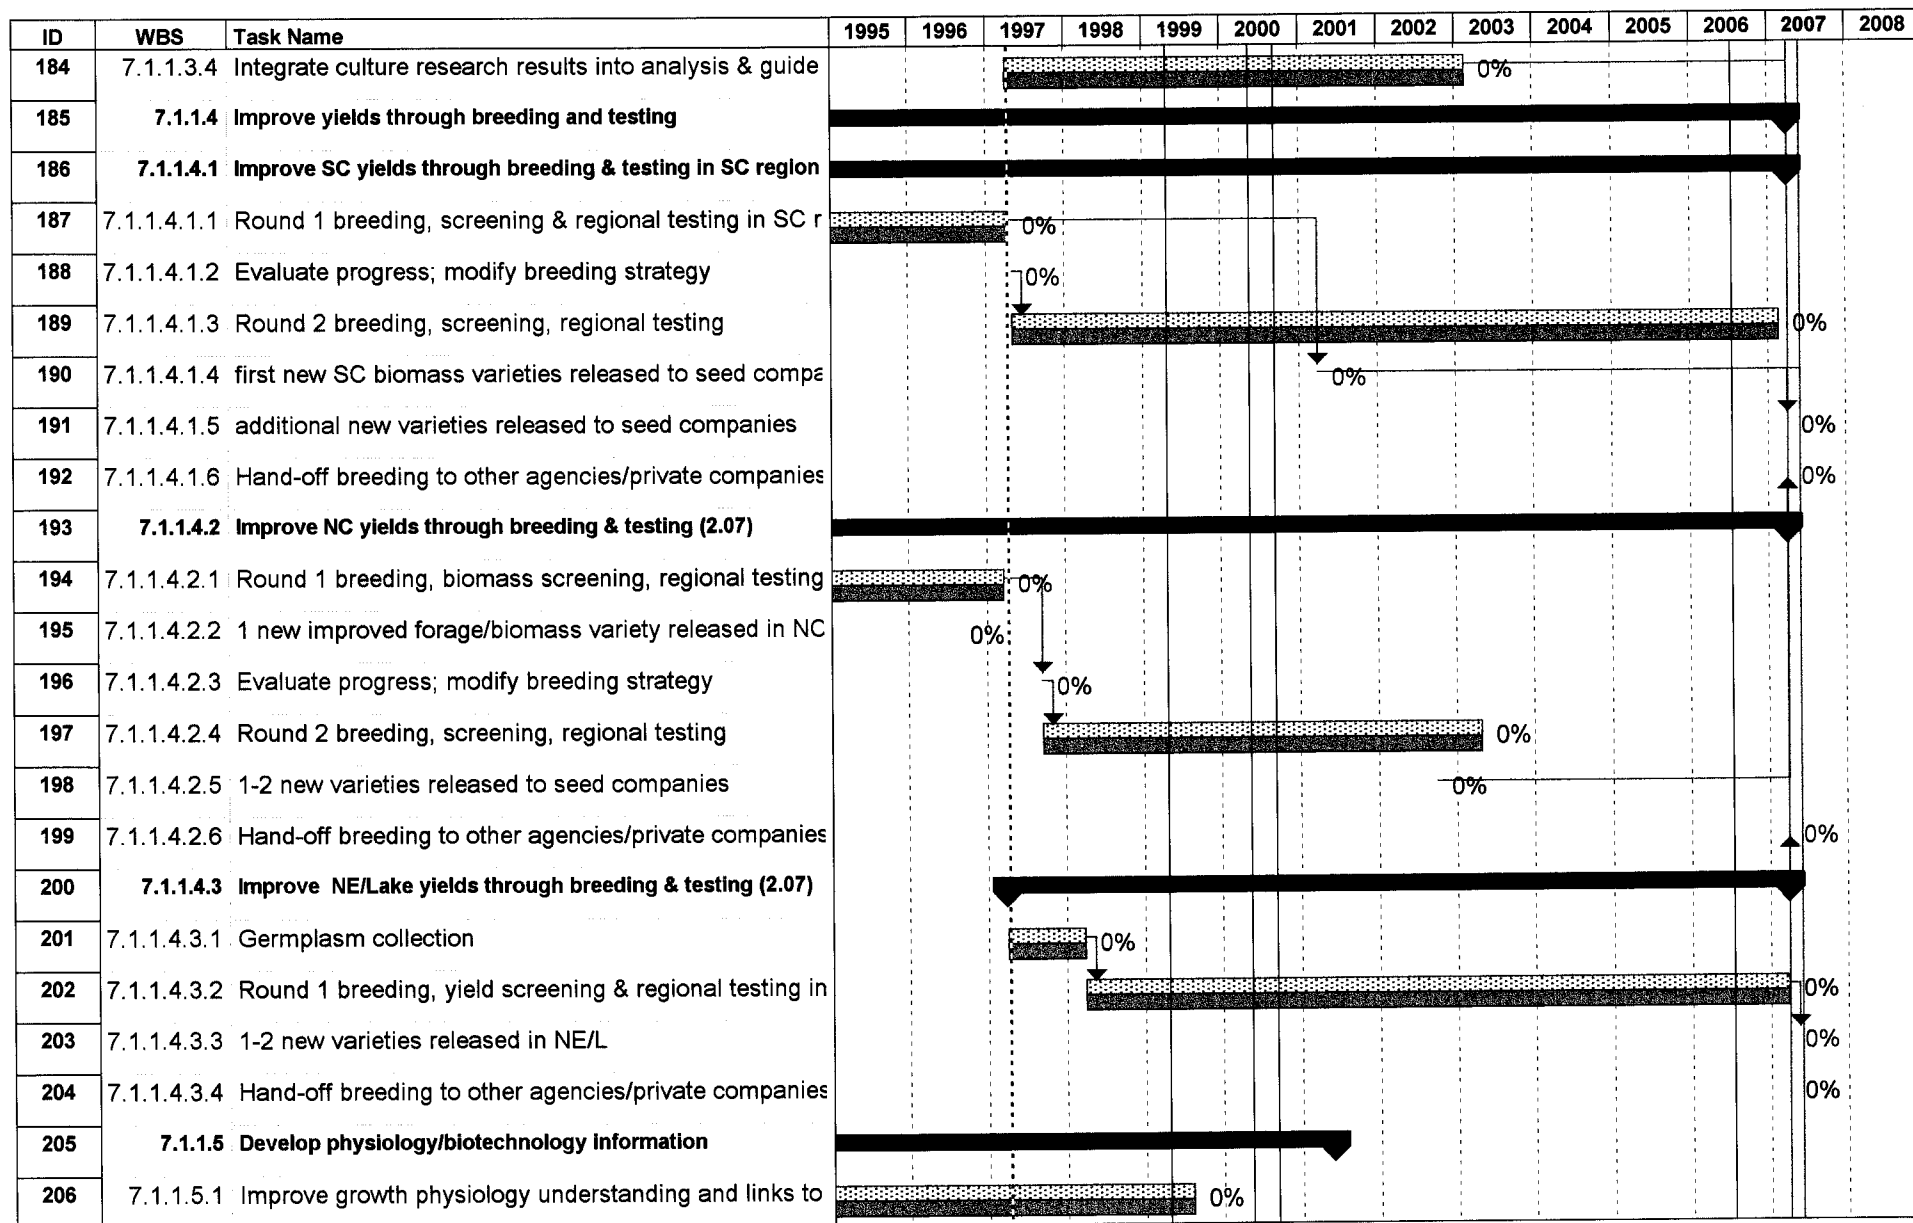 ID WBS Task Name 1995 1996 1997 1998 1999 2000 2001 2002 2003 2004 2005 2006 2007 2008
184 7.1.1.3.4 Integrate culture research results into analysis & guide 0%
185 7.1.1.4 Improve yields through breeding and testing
186 7.1.1.4.1 Improve SC yields through breeding & testing in SC region
187 7.1.1.4.1.1 Round 1 breeding, screening & regional testing in SC r 0%
188 7.1.1.4.1.2 Evaluate progress; modify breeding strategy 0%
189 7.1.1.4.1.3 Round 2 breeding, screening, regional testing 0%
190 7.1.1.4.1.4 first new SC biomass varieties released to seed compa 0%
191 7.1.1.4.1.5 additional new varieties released to seed companies 0%
192 7.1.1.4.1.6 Hand-off breeding to other agencies/private companies 0%
193 7.1.1.4.2 Improve NC yields through breeding & testing (2.07)
194 7.1.1.4.2.1 Round 1 breeding, biomass screening, regional testing 0%
195 7.1.1.4.2.2 1 new improved forage/biomass variety released in NC 0%
196 7.1.1.4.2.3 Evaluate progress; modify breeding strategy 0%
197 7.1.1.4.2.4 Round 2 breeding, screening, regional testing 0%
198 7.1.1.4.2.5 1-2 new varieties released to seed companies 0%
199 7.1.1.4.2.6 Hand-off breeding to other agencies/private companies 0%
200 7.1.1.4.3 Improve NE/Lake yields through breeding & testing (2.07)
201 7.1.1.4.3.1 Germplasm collection 0%
202 7.1.1.4.3.2 Round 1 breeding, yield screening & regional testing in 0%
203 7.1.1.4.3.3 1-2 new varieties released in NE/L 0%
204 7.1.1.4.3.4 Hand-off breeding to other agencies/private companies 0%
205 7.1.1.5 Develop physiology/biotechnology information
206 7.1.1.5.1 Improve growth physiology understanding and links to 0%